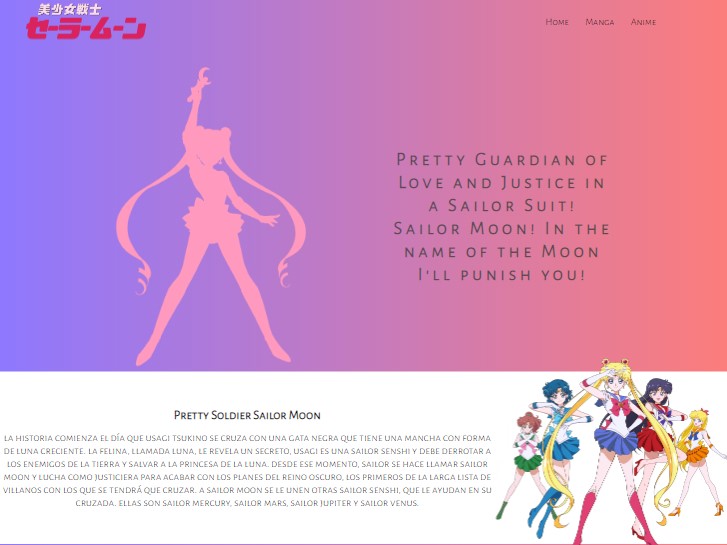 美少女戦士
セーラームーン
Home Manga Anime
Pretty Guardian of
Love and Justice in
a Sailor Suit!
Sailor Moon! In the
name of the Moon
I'll punish you!
Pretty Soldier Sailor Moon
la historia comienza el día que Usagi Tsukino se cruza con una gata negra que tiene una mancha con forma
de luna creciente. la felina, llamada Luna, le revela un secreto, Usagi es una Sailor Senshi y debe derrotar a
los enemigos de la Tierra y salvar a la princesa de la Luna. desde ese momento, Sailor se hace llamar Sailor
Moon y lucha como justiciera para acabar con los planes del Reino Oscuro, los primeros de la larga lista de
villanos con los que se tendrá que cruzar. a Sailor Moon se le unen otras Sailor Senshi, que le ayudan en su
cruzada. ellas son Sailor Mercury, Sailor Mars, Sailor Jupiter y Sailor Venus.